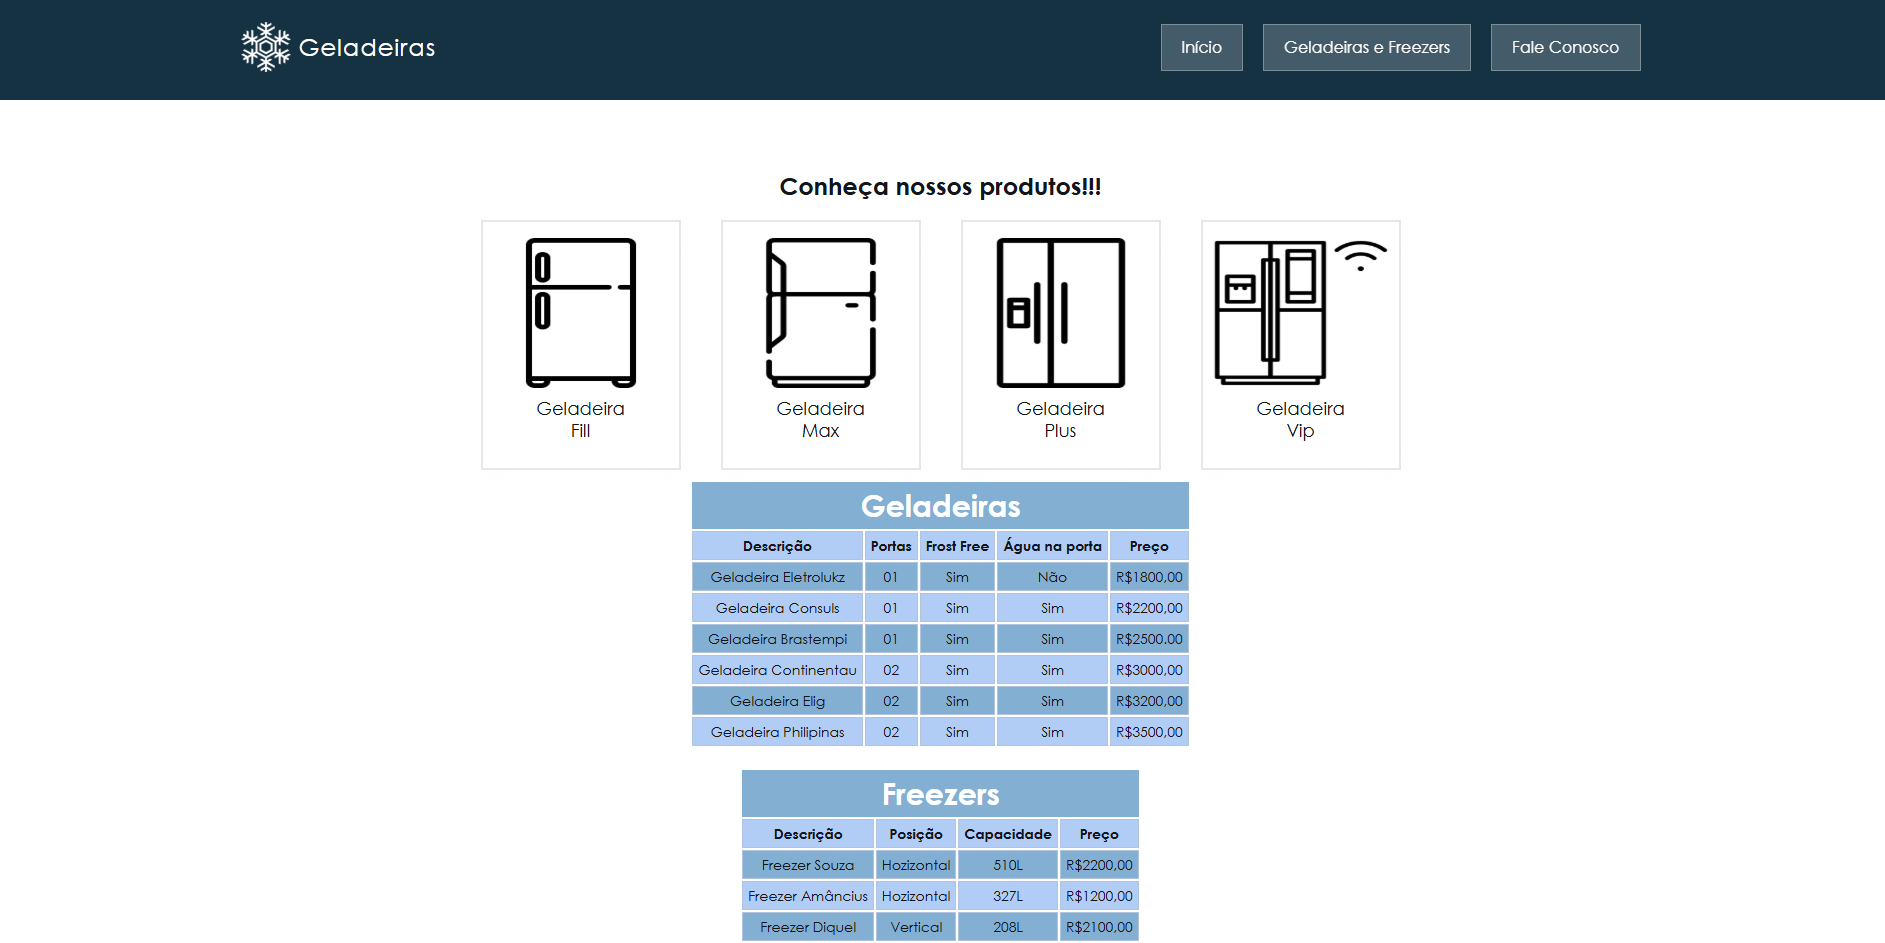 Geladeiras
Início
Geladeiras e Freezers
Fale Conosco
Conheça nossos produtos!!!
Geladeira
Fill
Geladeira
Max
Geladeira
Plus
Geladeira
Vip
Geladeiras
Descrição Portas Frost Free Água na porta Preço
Geladeira Eletrolukz 01 Sim Não R$1800,00
Geladeira Consuls 01 Sim Sim R$2200,00
Geladeira Brastempi 01 Sim Sim R$2500.00
Geladeira Continentau 02 Sim Sim R$3000,00
Geladeira Elig 02 Sim Sim R$3200,00
Geladeira Philipinas 02 Sim Sim R$3500,00
Freezers
Descrição Posição Capacidade Preço
Freezer Souza Hozizontal 510L R$2200,00
Freezer Amâncius Hozizontal 327L R$1200,00
Freezer Diquel Vertical 208L R$2100,00